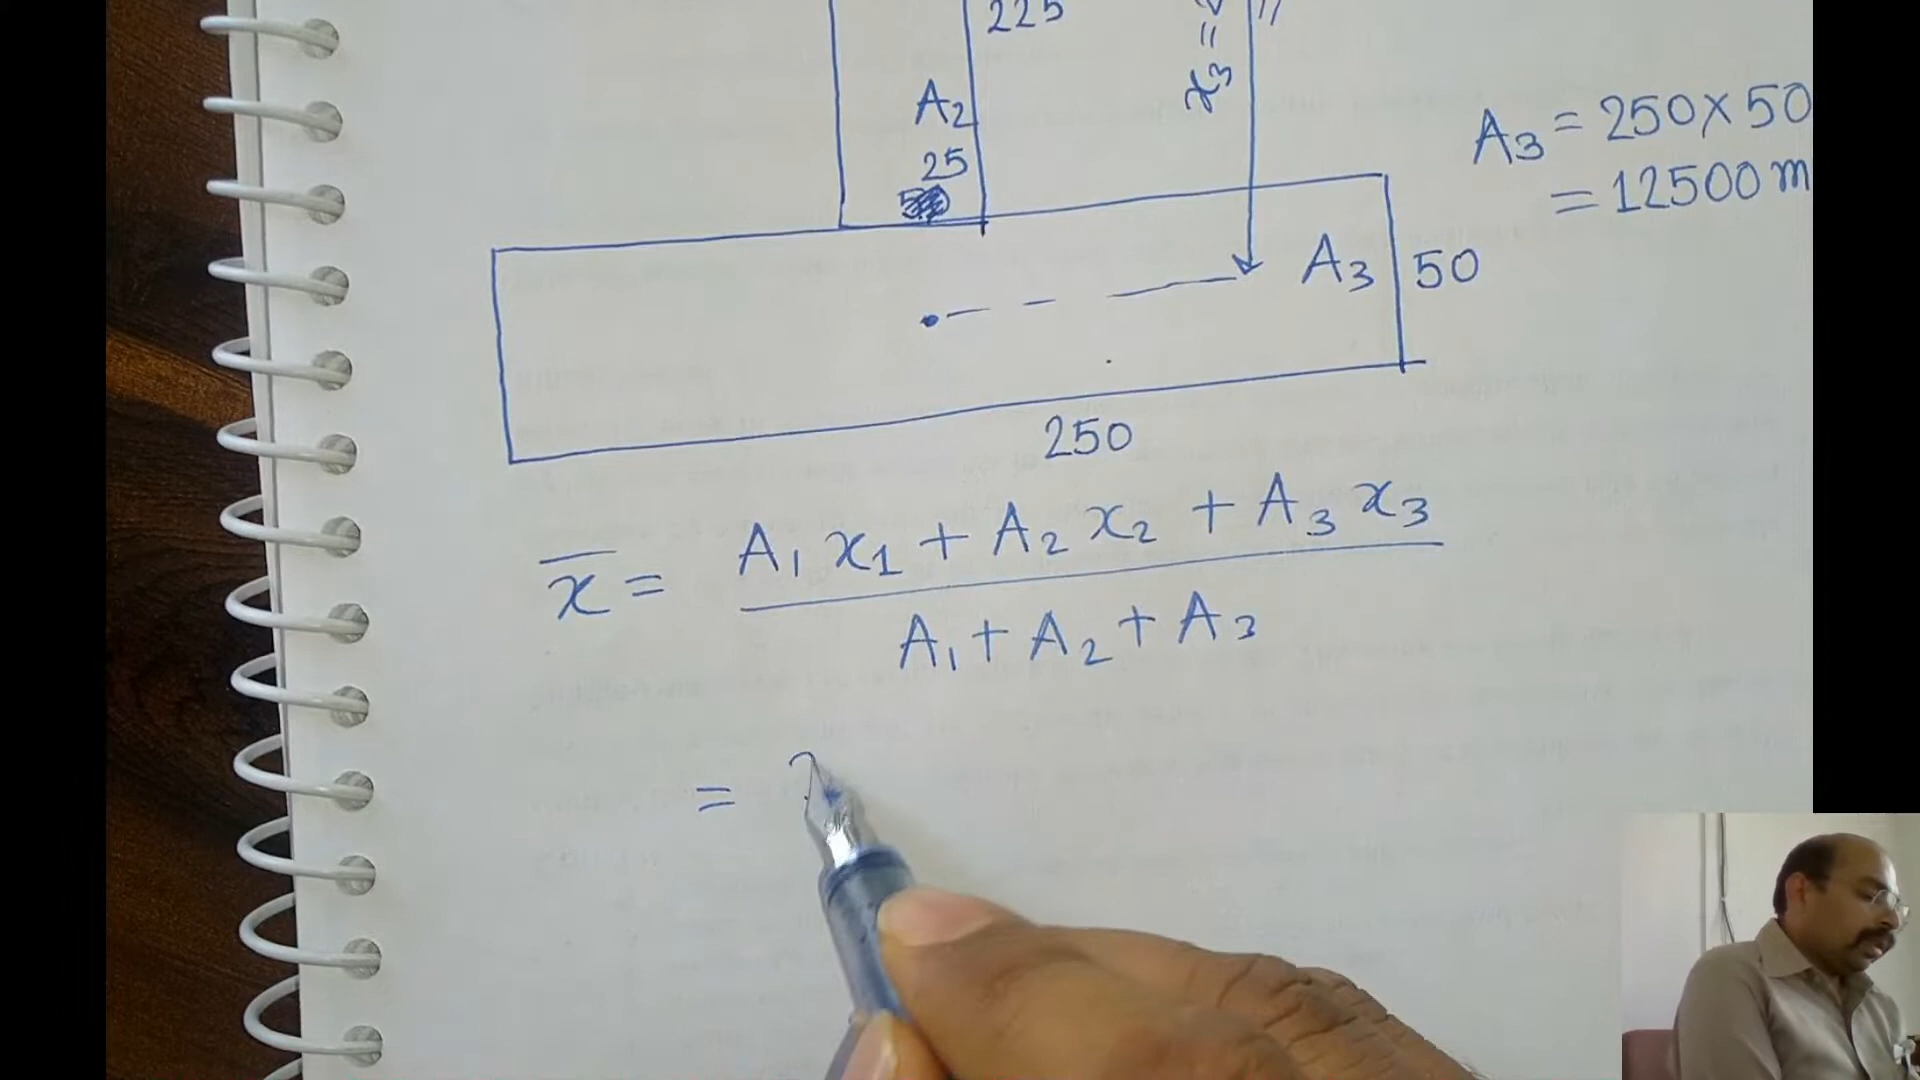 225
x3 =
A2
25
A3 = 250 × 50
= 12500 m
A3
50
250
x̄ = A1 x1 + A2 x2 + A3 x3
A1 + A2 + A3
=